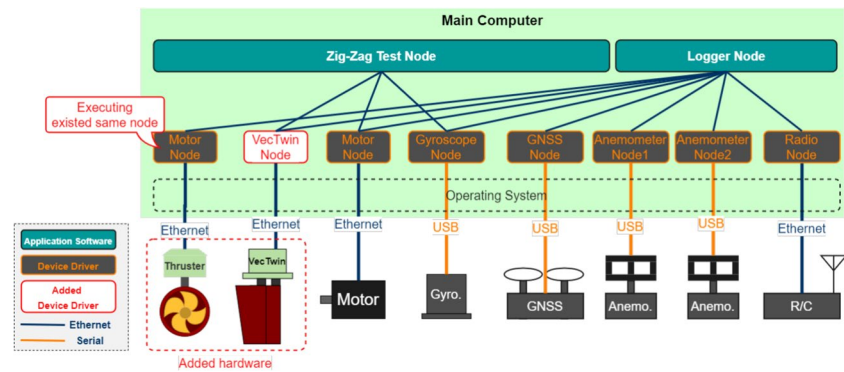 Main Computer
Zig-Zag Test Node
Logger Node
Executing
existed same node
Motor
Node
VecTwin
Node
Motor
Node
Gyroscope
Node
GNSS
Node
Anemometer
Node1
Anemometer
Node2
Radio
Node
Operating System
Ethernet
Ethernet
Ethernet
USB
USB
USB
USB
Ethernet
Application Software
Device Driver
Added
Device Driver
Ethernet
Serial
Thruster
VecTwin
Motor
Gyro.
GNSS
Anemo.
Anemo.
R/C
Added hardware